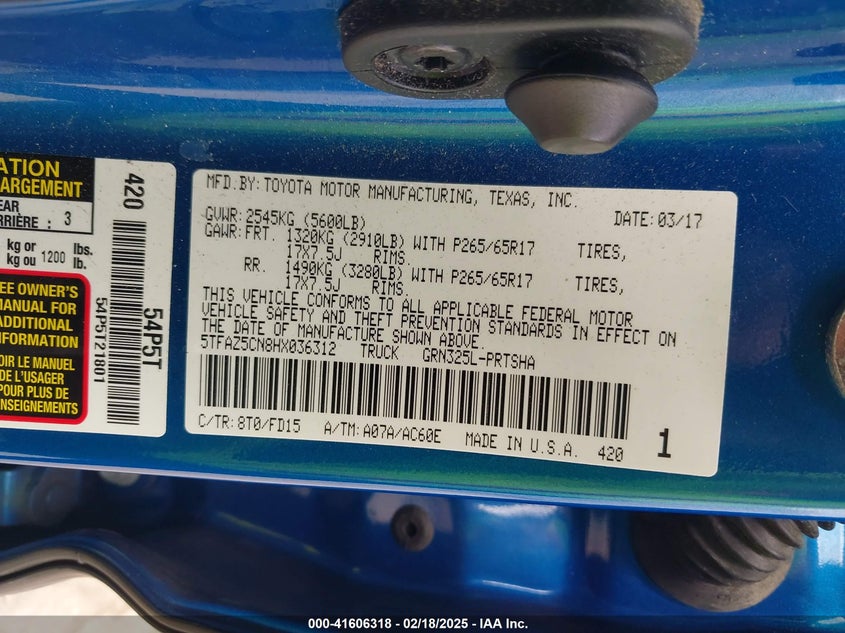 ATION
HARGEMENT
EAR
RRIÈRE : 3
kg or
kg ou 1200 lbs.
lb.
EE OWNER'S
MANUAL FOR
ADDITIONAL
NFORMATION
OIR LE MANUEL
DE L'USAGER
POUR PLUS DE
ENSEIGNEMENTS
420
54P5T
54P5T21801
MFD.BY:TOYOTA MOTOR MANUFACTURING, TEXAS, INC.
GVWR:2545KG (5600LB) DATE:03/17
GAWR:FRT. 1320KG (2910LB) WITH P265/65R17 TIRES,
17X7.5J RIMS.
RR. 1490KG (3280LB) WITH P265/65R17 TIRES,
17X7.5J RIMS.
THIS VEHICLE CONFORMS TO ALL APPLICABLE FEDERAL MOTOR
VEHICLE SAFETY AND THEFT PREVENTION STANDARDS IN EFFECT ON
THE DATE OF MANUFACTURE SHOWN ABOVE.
5TFAZ5CN8HX036312 TRUCK GRN325L-PRTSHA
C/TR:8T0/FD15 A/TM:A07A/AC60E MADE IN U.S.A. 420
1
000-41606318 - 02/18/2025 - IAA Inc.